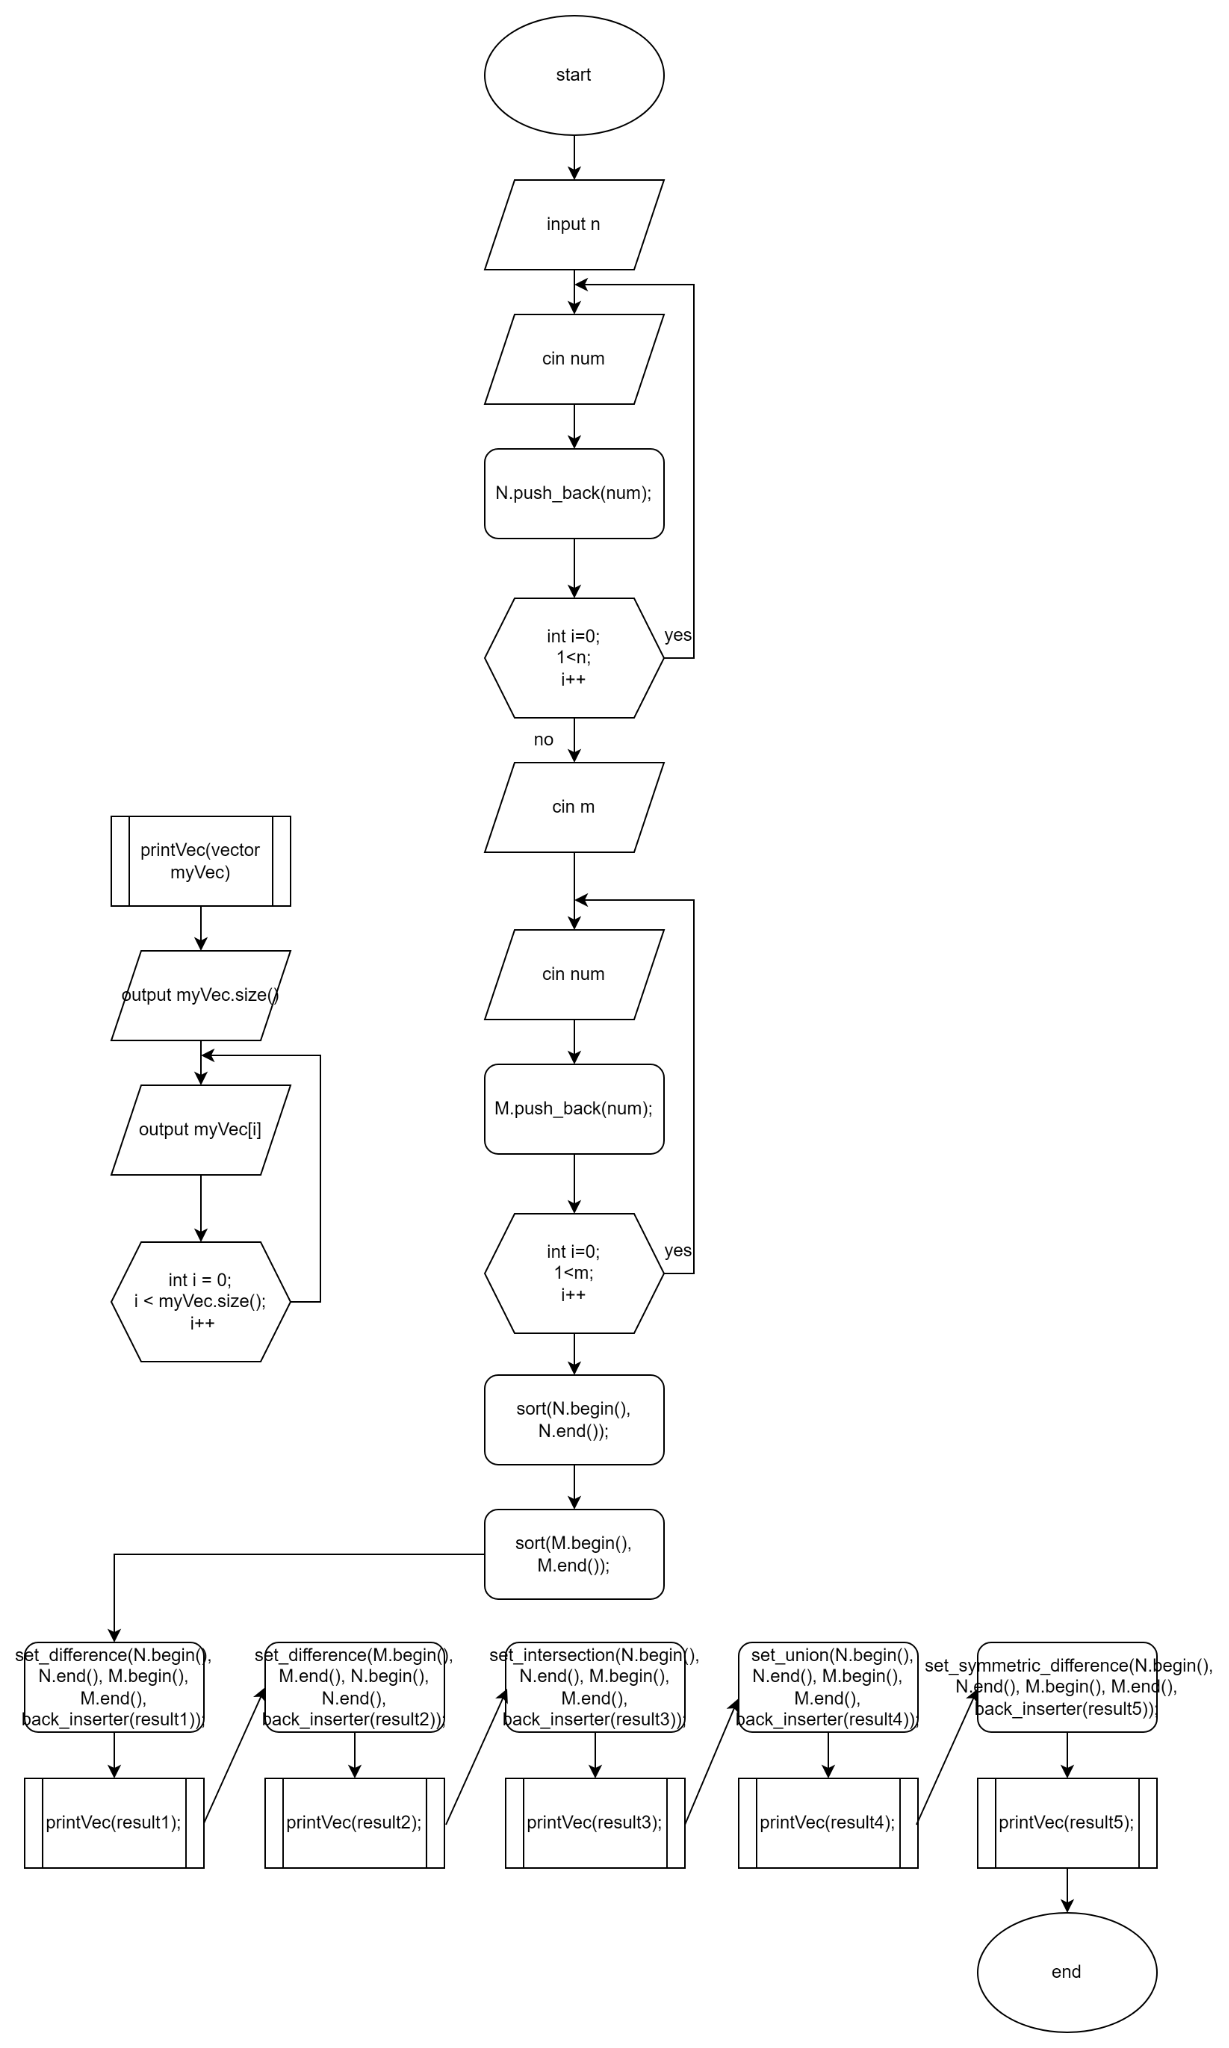 start
input n
cin num
N.push_back(num);
int i=0;
1<n;
i++
yes
no
cin m
cin num
M.push_back(num);
int i=0;
1<m;
i++
yes
sort(N.begin(),
N.end());
sort(M.begin(),
M.end());
printVec(vector
myVec)
output myVec.size()
output myVec[i]
int i = 0;
i < myVec.size();
i++
set_difference(N.begin(),
N.end(), M.begin(),
M.end(),
back_inserter(result1));
printVec(result1);
set_difference(M.begin(),
M.end(), N.begin(),
N.end(),
back_inserter(result2));
printVec(result2);
set_intersection(N.begin(),
N.end(), M.begin(),
M.end(),
back_inserter(result3));
printVec(result3);
set_union(N.begin(),
N.end(), M.begin(),
M.end(),
back_inserter(result4));
printVec(result4);
set_symmetric_difference(N.begin(),
N.end(), M.begin(), M.end(),
back_inserter(result5));
printVec(result5);
end